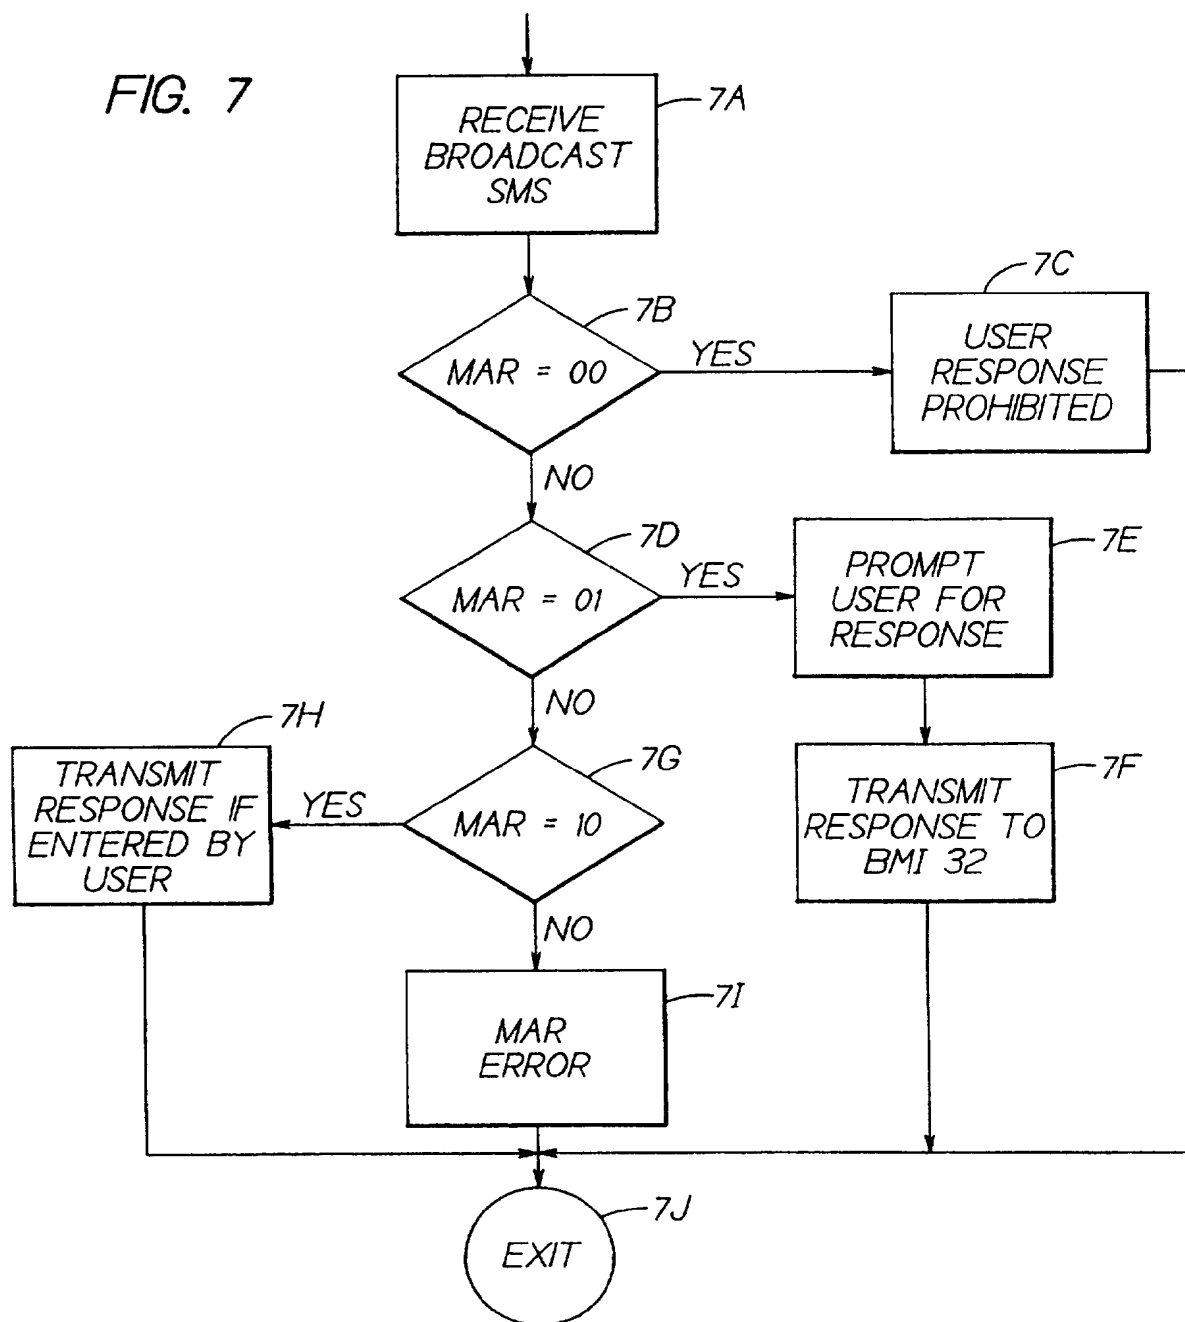 FIG. 7
7A
RECEIVE
BROADCAST
SMS
7B
MAR = 00
YES
7C
USER
RESPONSE
PROHIBITED
NO
7D
MAR = 01
YES
7E
PROMPT
USER FOR
RESPONSE
NO
7H
TRANSMIT
RESPONSE IF
ENTERED BY
USER
YES
7G
MAR = 10
7F
TRANSMIT
RESPONSE TO
BMI 32
NO
7I
MAR
ERROR
7J
EXIT